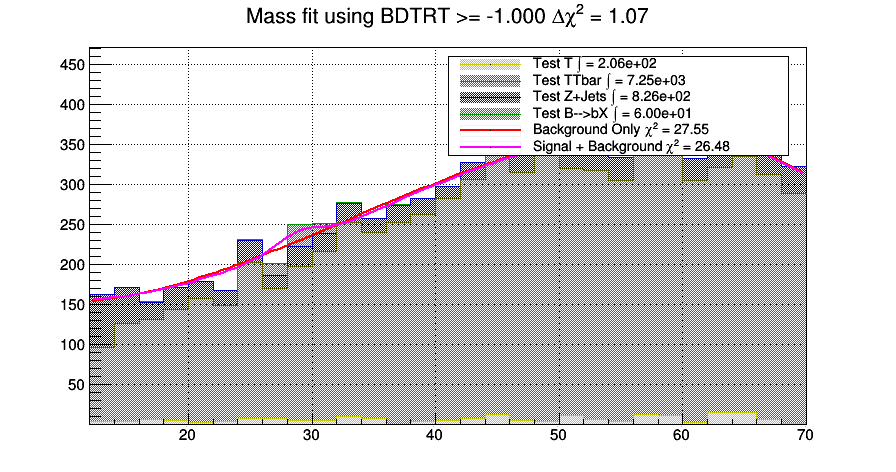 Mass fit using BDTRT >= -1.000 Δχ² = 1.07
Test T ∫ = 2.06e+02
Test TTbar ∫ = 7.25e+03
Test Z+Jets ∫ = 8.26e+02
Test B-->bX ∫ = 6.00e+01
Background Only χ² = 27.55
Signal + Background χ² = 26.48
450
400
350
300
250
200
150
100
50
20 30 40 50 60 70